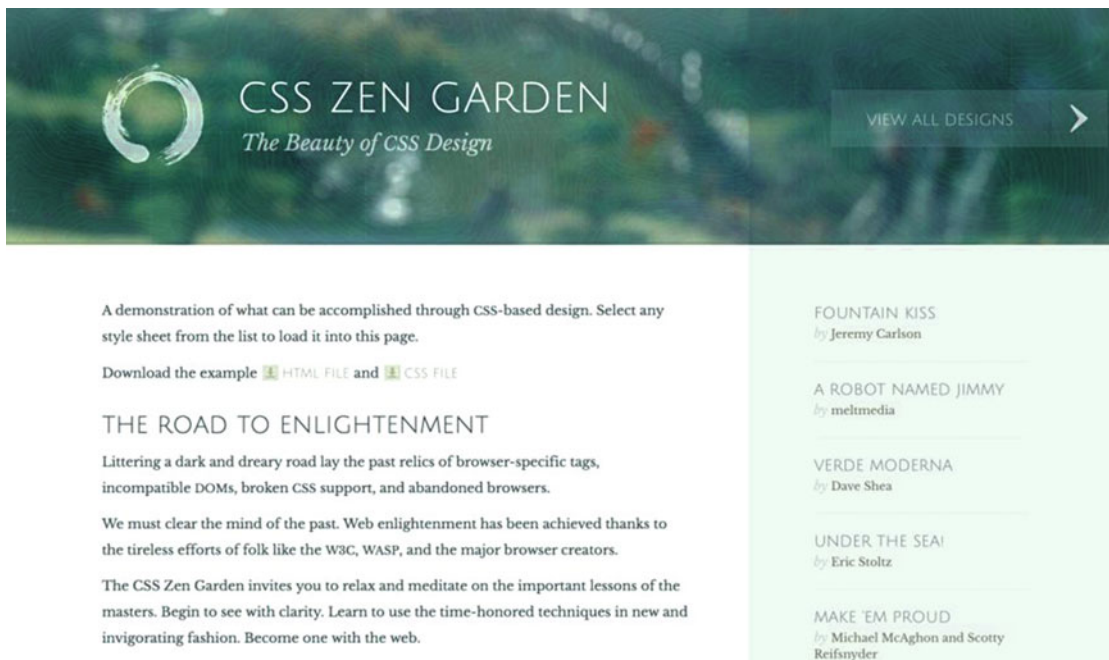 CSS ZEN GARDEN
The Beauty of CSS Design
VIEW ALL DESIGNS
A demonstration of what can be accomplished through CSS-based design. Select any
style sheet from the list to load it into this page.
Download the example HTML FILE and CSS FILE
THE ROAD TO ENLIGHTENMENT
Littering a dark and dreary road lay the past relics of browser-specific tags,
incompatible DOMs, broken CSS support, and abandoned browsers.
We must clear the mind of the past. Web enlightenment has been achieved thanks to
the tireless efforts of folk like the W3C, WASP, and the major browser creators.
The CSS Zen Garden invites you to relax and meditate on the important lessons of the
masters. Begin to see with clarity. Learn to use the time-honored techniques in new and
invigorating fashion. Become one with the web.
FOUNTAIN KISS
by Jeremy Carlson
A ROBOT NAMED JIMMY
by meltmedia
VERDE MODERNA
by Dave Shea
UNDER THE SEA!
by Eric Stoltz
MAKE 'EM PROUD
by Michael McAghon and Scotty
Reifsnyder